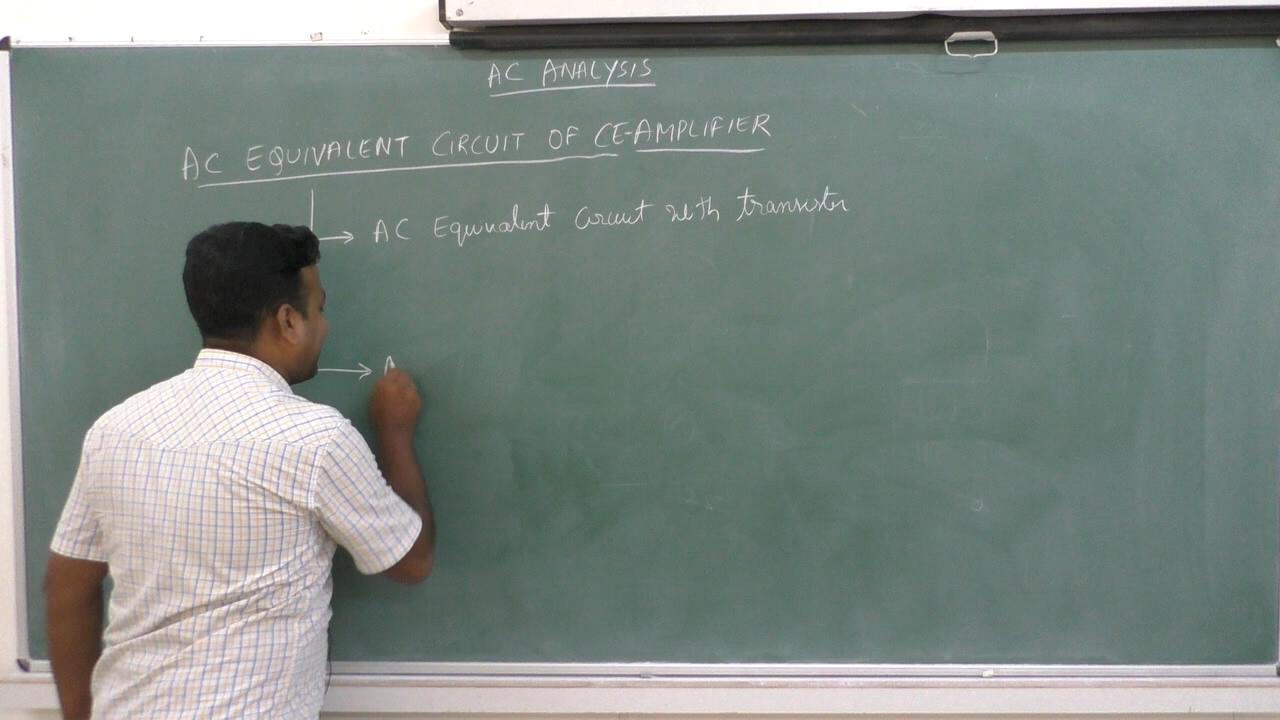 AC ANALYSIS
AC EQUIVALENT CIRCUIT OF CE-AMPLIFIER
→ AC Equivalent circuit with transistor
→ A